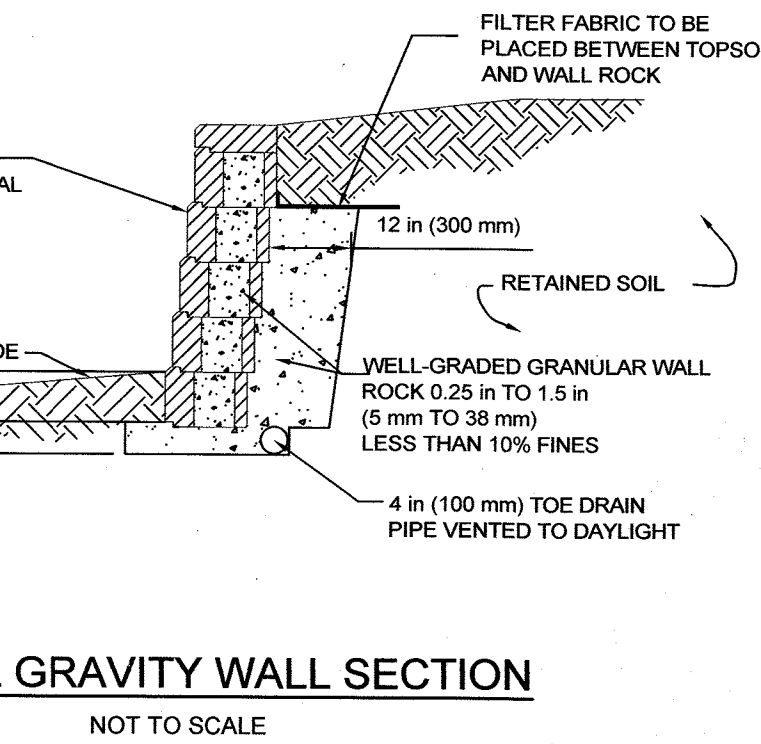 FILTER FABRIC TO BE
PLACED BETWEEN TOPSO
AND WALL ROCK
AL
12 in (300 mm)
RETAINED SOIL
DE
WELL-GRADED GRANULAR WALL
ROCK 0.25 in TO 1.5 in
(5 mm TO 38 mm)
LESS THAN 10% FINES
4 in (100 mm) TOE DRAIN
PIPE VENTED TO DAYLIGHT
GRAVITY WALL SECTION
NOT TO SCALE